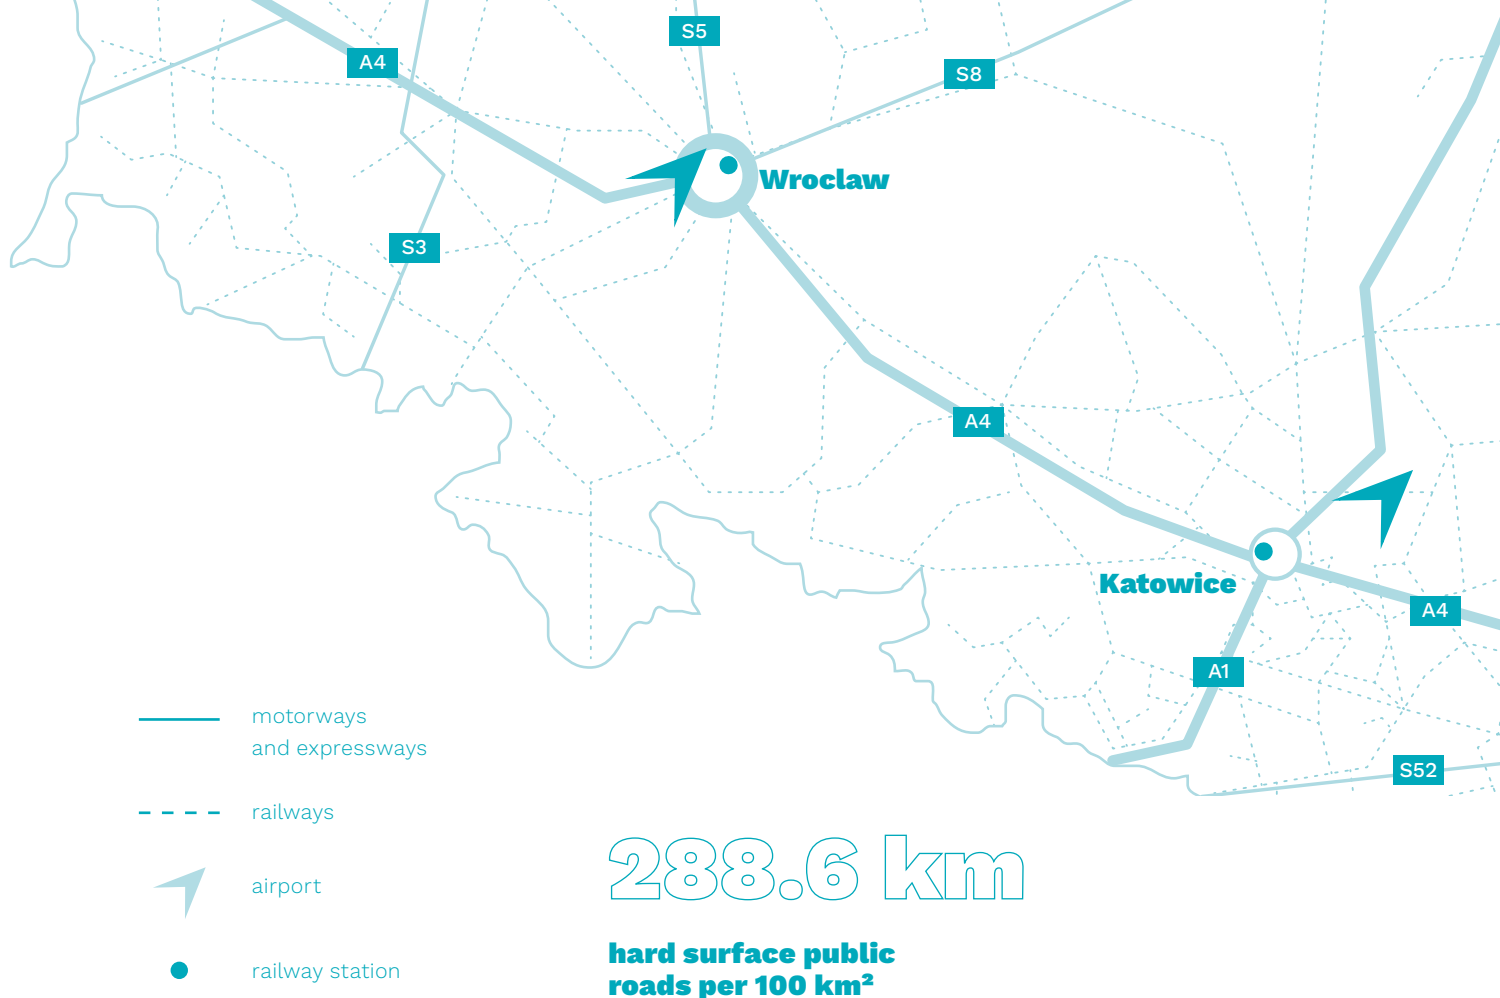 S5
A4
S8
Wroclaw
S3
A4
Katowice
A4
A1
S52
motorways
and expressways
railways
airport
railway station
288.6 km
hard surface public
roads per 100 km²